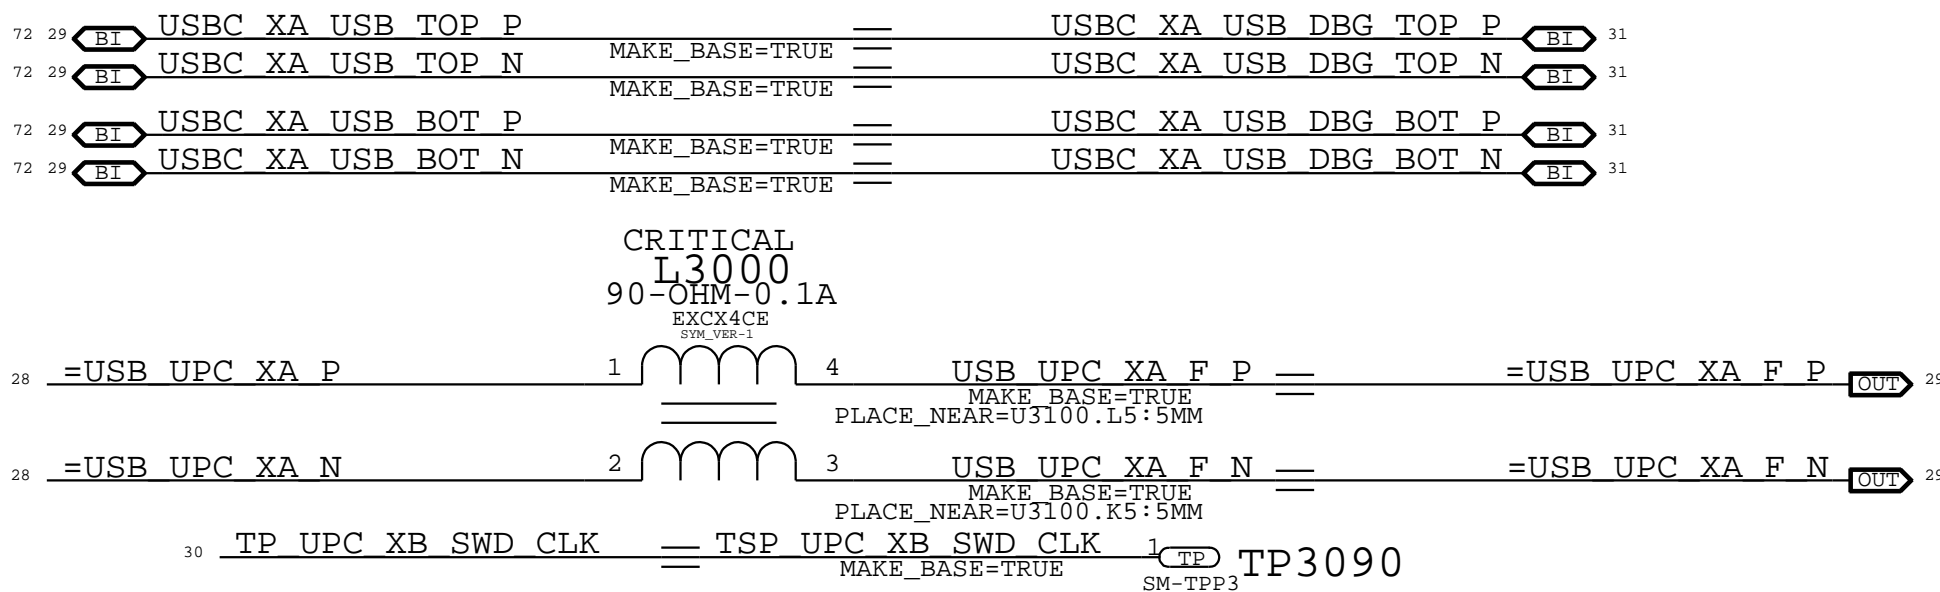 72 29 BI USBC_XA_USB_TOP_P USBC_XA_USB_DBG_TOP_P BI 31
MAKE_BASE=TRUE
72 29 BI USBC_XA_USB_TOP_N USBC_XA_USB_DBG_TOP_N BI 31
MAKE_BASE=TRUE
72 29 BI USBC_XA_USB_BOT_P USBC_XA_USB_DBG_BOT_P BI 31
MAKE_BASE=TRUE
72 29 BI USBC_XA_USB_BOT_N USBC_XA_USB_DBG_BOT_N BI 31
MAKE_BASE=TRUE
CRITICAL
L3000
90-OHM-0.1A
EXCX4CE
SYM_VER-1
28 =USB_UPC_XA_P 1 4 USB_UPC_XA_F_P =USB_UPC_XA_F_P OUT 29
MAKE_BASE=TRUE
PLACE_NEAR=U3100.L5:5MM
28 =USB_UPC_XA_N 2 3 USB_UPC_XA_F_N =USB_UPC_XA_F_N OUT 29
MAKE_BASE=TRUE
PLACE_NEAR=U3100.K5:5MM
30 TP_UPC_XB_SWD_CLK TSP_UPC_XB_SWD_CLK 1 TP TP3090
MAKE_BASE=TRUE
SM-TPP3